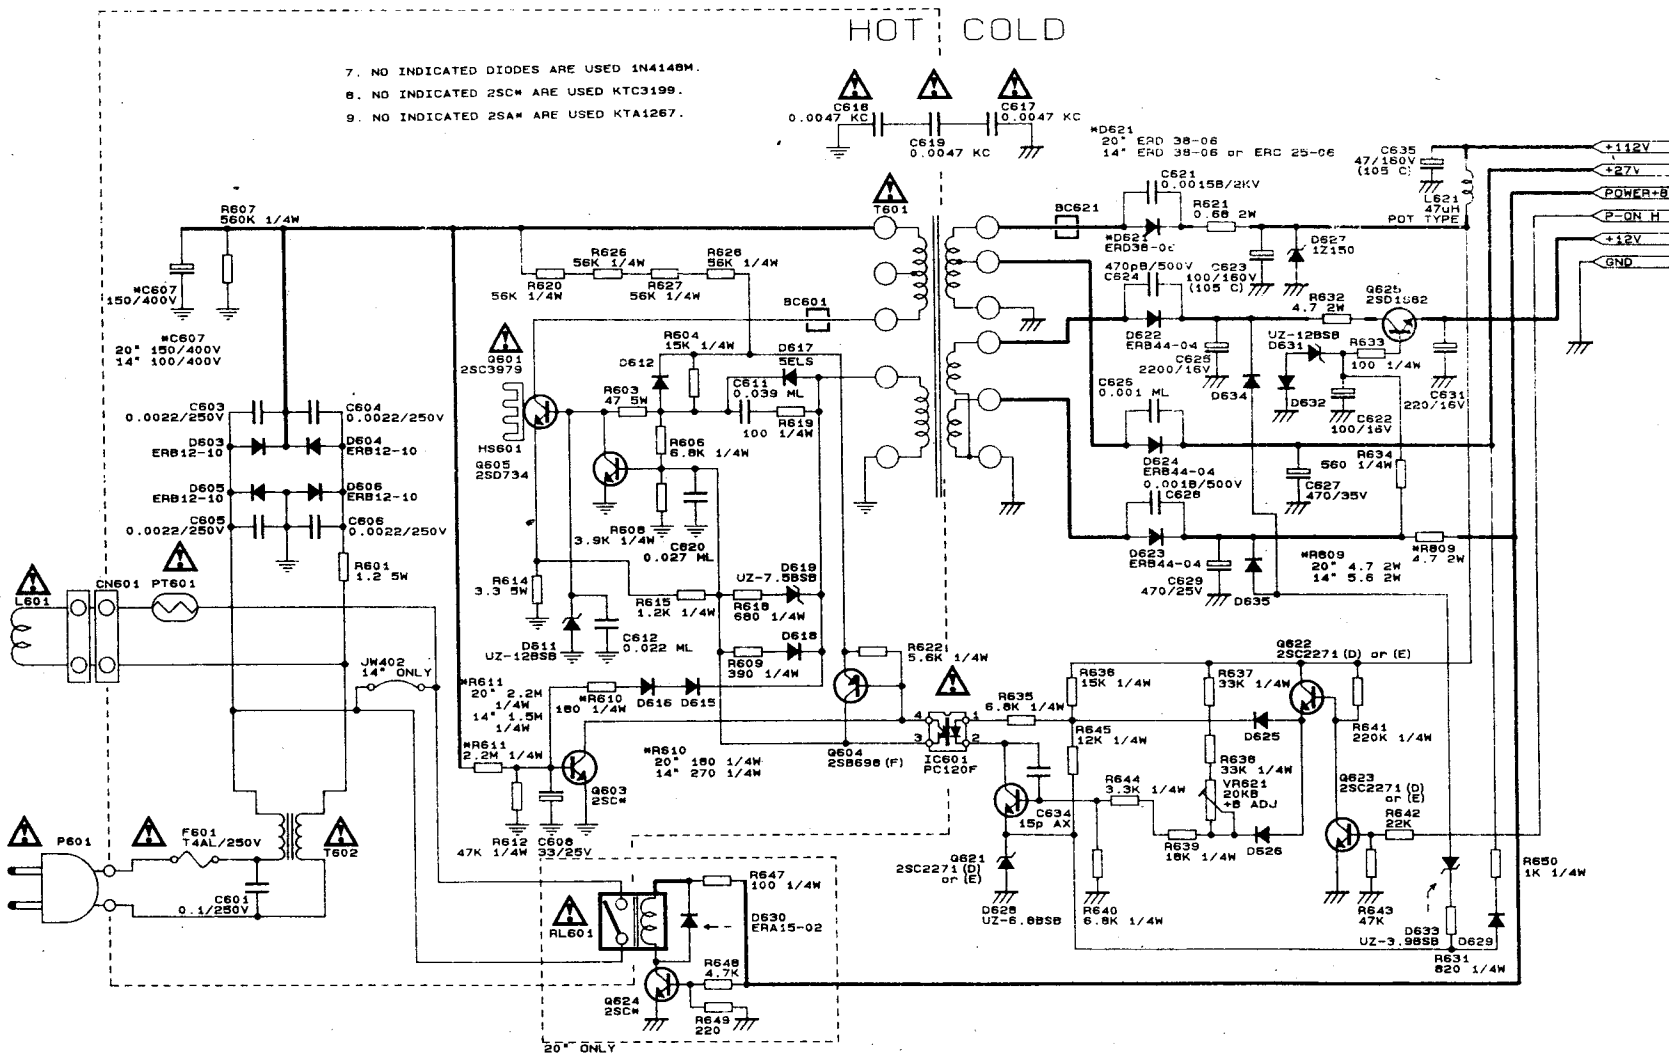 HOT COLD
7. NO INDICATED DIODES ARE USED 1N4148M.
8. NO INDICATED 2SC* ARE USED KTC3199.
9. NO INDICATED 2SA* ARE USED KTA1267.
C618
0.0047 KC
C619
0.0047 KC
C617
0.0047 KC
*D621
20" ERD 38-06
14" ERD 38-06 or ERC 25-06
C635
47/160V
(105 C)
+112V
+27V
POWER+B
P-ON H
+12V
GND
L621
47uH
POT TYPE
R607
560K 1/4W
*C607
150/400V
*C607
20" 150/400V
14" 100/400V
T601
BC621
C621
0.0015B/2KV
R621
0.68 2W
*D621
ERD38-06
D627
1Z150
C623
100/160V
(105 C)
R620
56K 1/4W
R626
56K 1/4W
R627
56K 1/4W
R628
56K 1/4W
BC601
470pB/500V
C624
D622
ERB44-04
C625
2200/16V
R632
4.7 2W
Q625
2SD1682
UZ-12BSB
D631
R633
100 1/4W
D634
D632
C622
100/16V
C631
220/16V
Q601
2SC3979
HS601
D612
R604
15K 1/4W
D617
5ELS
R603
47 5W
C611
0.039 ML
R619
100 1/4W
Q605
2SD734
R606
6.8K 1/4W
R608
3.9K 1/4W
C620
0.027 ML
C626
0.001 ML
D624
ERB44-04
R634
560 1/4W
C627
470/35V
0.001B/500V
C628
D623
ERB44-04
C629
470/25V
D635
*R809
20" 4.7 2W
14" 5.6 2W
*R809
4.7 2W
C603
0.0022/250V
C604
0.0022/250V
D603
ERB12-10
D604
ERB12-10
D605
ERB12-10
D606
ERB12-10
C605
0.0022/250V
C606
0.0022/250V
R601
1.2 5W
L601
CN601
PT601
JW402
14" ONLY
R614
3.3 5W
R615
1.2K 1/4W
D619
UZ-7.5BSB
R618
680 1/4W
D611
UZ-12BSB
C612
0.022 ML
R609
390 1/4W
D618
R622
5.6K 1/4W
*R611
20" 2.2M
1/4W
14" 1.5M
1/4W
*R610
180 1/4W
D616
D615
*R611
2.2M 1/4W
*R610
20" 180 1/4W
14" 270 1/4W
Q603
2SC*
R612
47K 1/4W
C608
33/25V
Q604
2SB698 (F)
4
3
1
2
IC601
PC120F
R635
6.8K 1/4W
R636
15K 1/4W
R637
33K 1/4W
Q622
2SC2271 (D) or (E)
R645
12K 1/4W
D625
R641
220K 1/4W
R638
33K 1/4W
VR621
20KB
+B ADJ
Q623
2SC2271 (D)
or (E)
R644
3.3K 1/4W
C634
15p AX
R642
22K
R639
18K 1/4W
D626
Q621
2SC2271 (D)
or (E)
D628
UZ-6.8BSB
R640
6.8K 1/4W
R643
47K
D633
UZ-3.9BSB
D629
R650
1K 1/4W
R631
820 1/4W
P601
F601
T4AL/250V
T602
C601
0.1/250V
RL601
R647
100 1/4W
D630
ERA15-02
R648
4.7K
Q624
2SC*
R649
220
20" ONLY